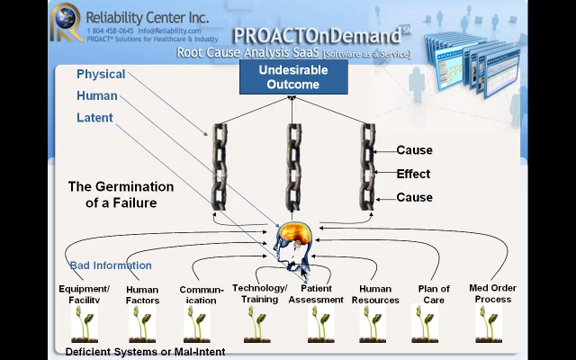 Reliability Center Inc.
1 804 458-0645 Info@Reliability.com
PROACT® Solutions for Healthcare & Industry
PROACTOnDemand
Root Cause Analysis SaaS [Software as a Service]
Physical
Human
Latent
Undesirable
Outcome
Cause
Effect
Cause
The Germination
of a Failure
Bad Information
Equipment/
Facility
Human
Factors
Commun-
ication
Technology/
Training
Patient
Assessment
Human
Resources
Plan of
Care
Med Order
Process
Deficient Systems or Mal-Intent